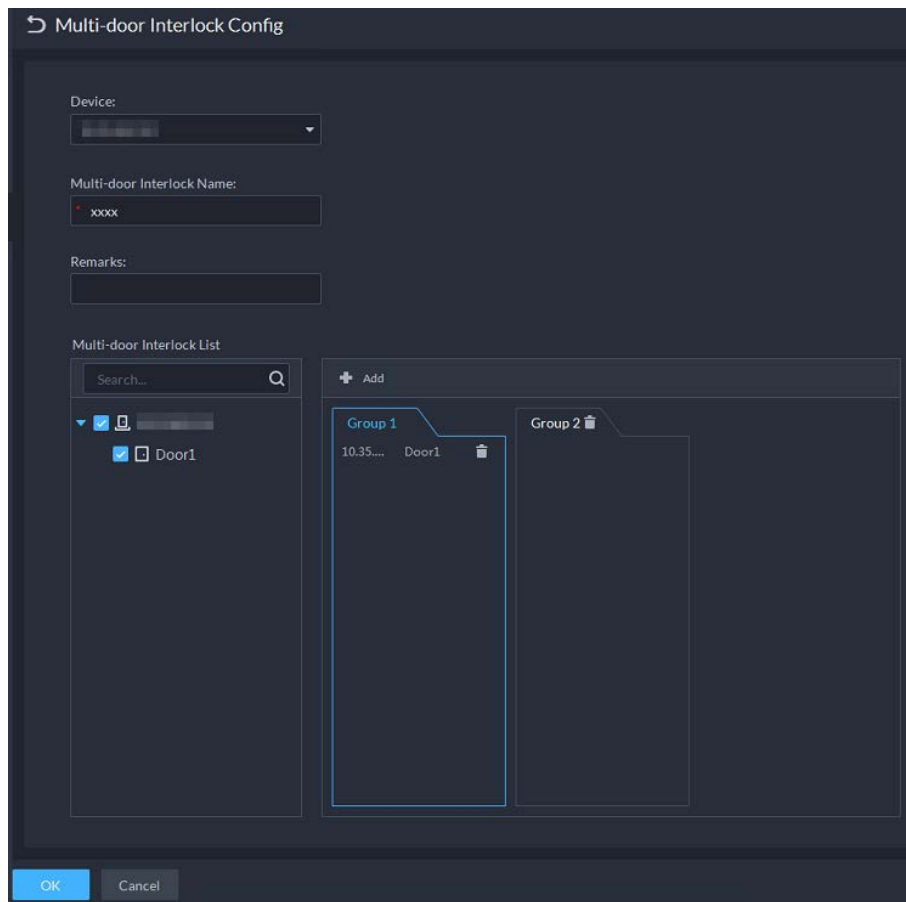 Multi-door Interlock Config
Device:
Multi-door Interlock Name:
* xxxx
Remarks:
Multi-door Interlock List
Search...
Add
Door1
Group 1
Group 2
10.35.... Door1
OK
Cancel